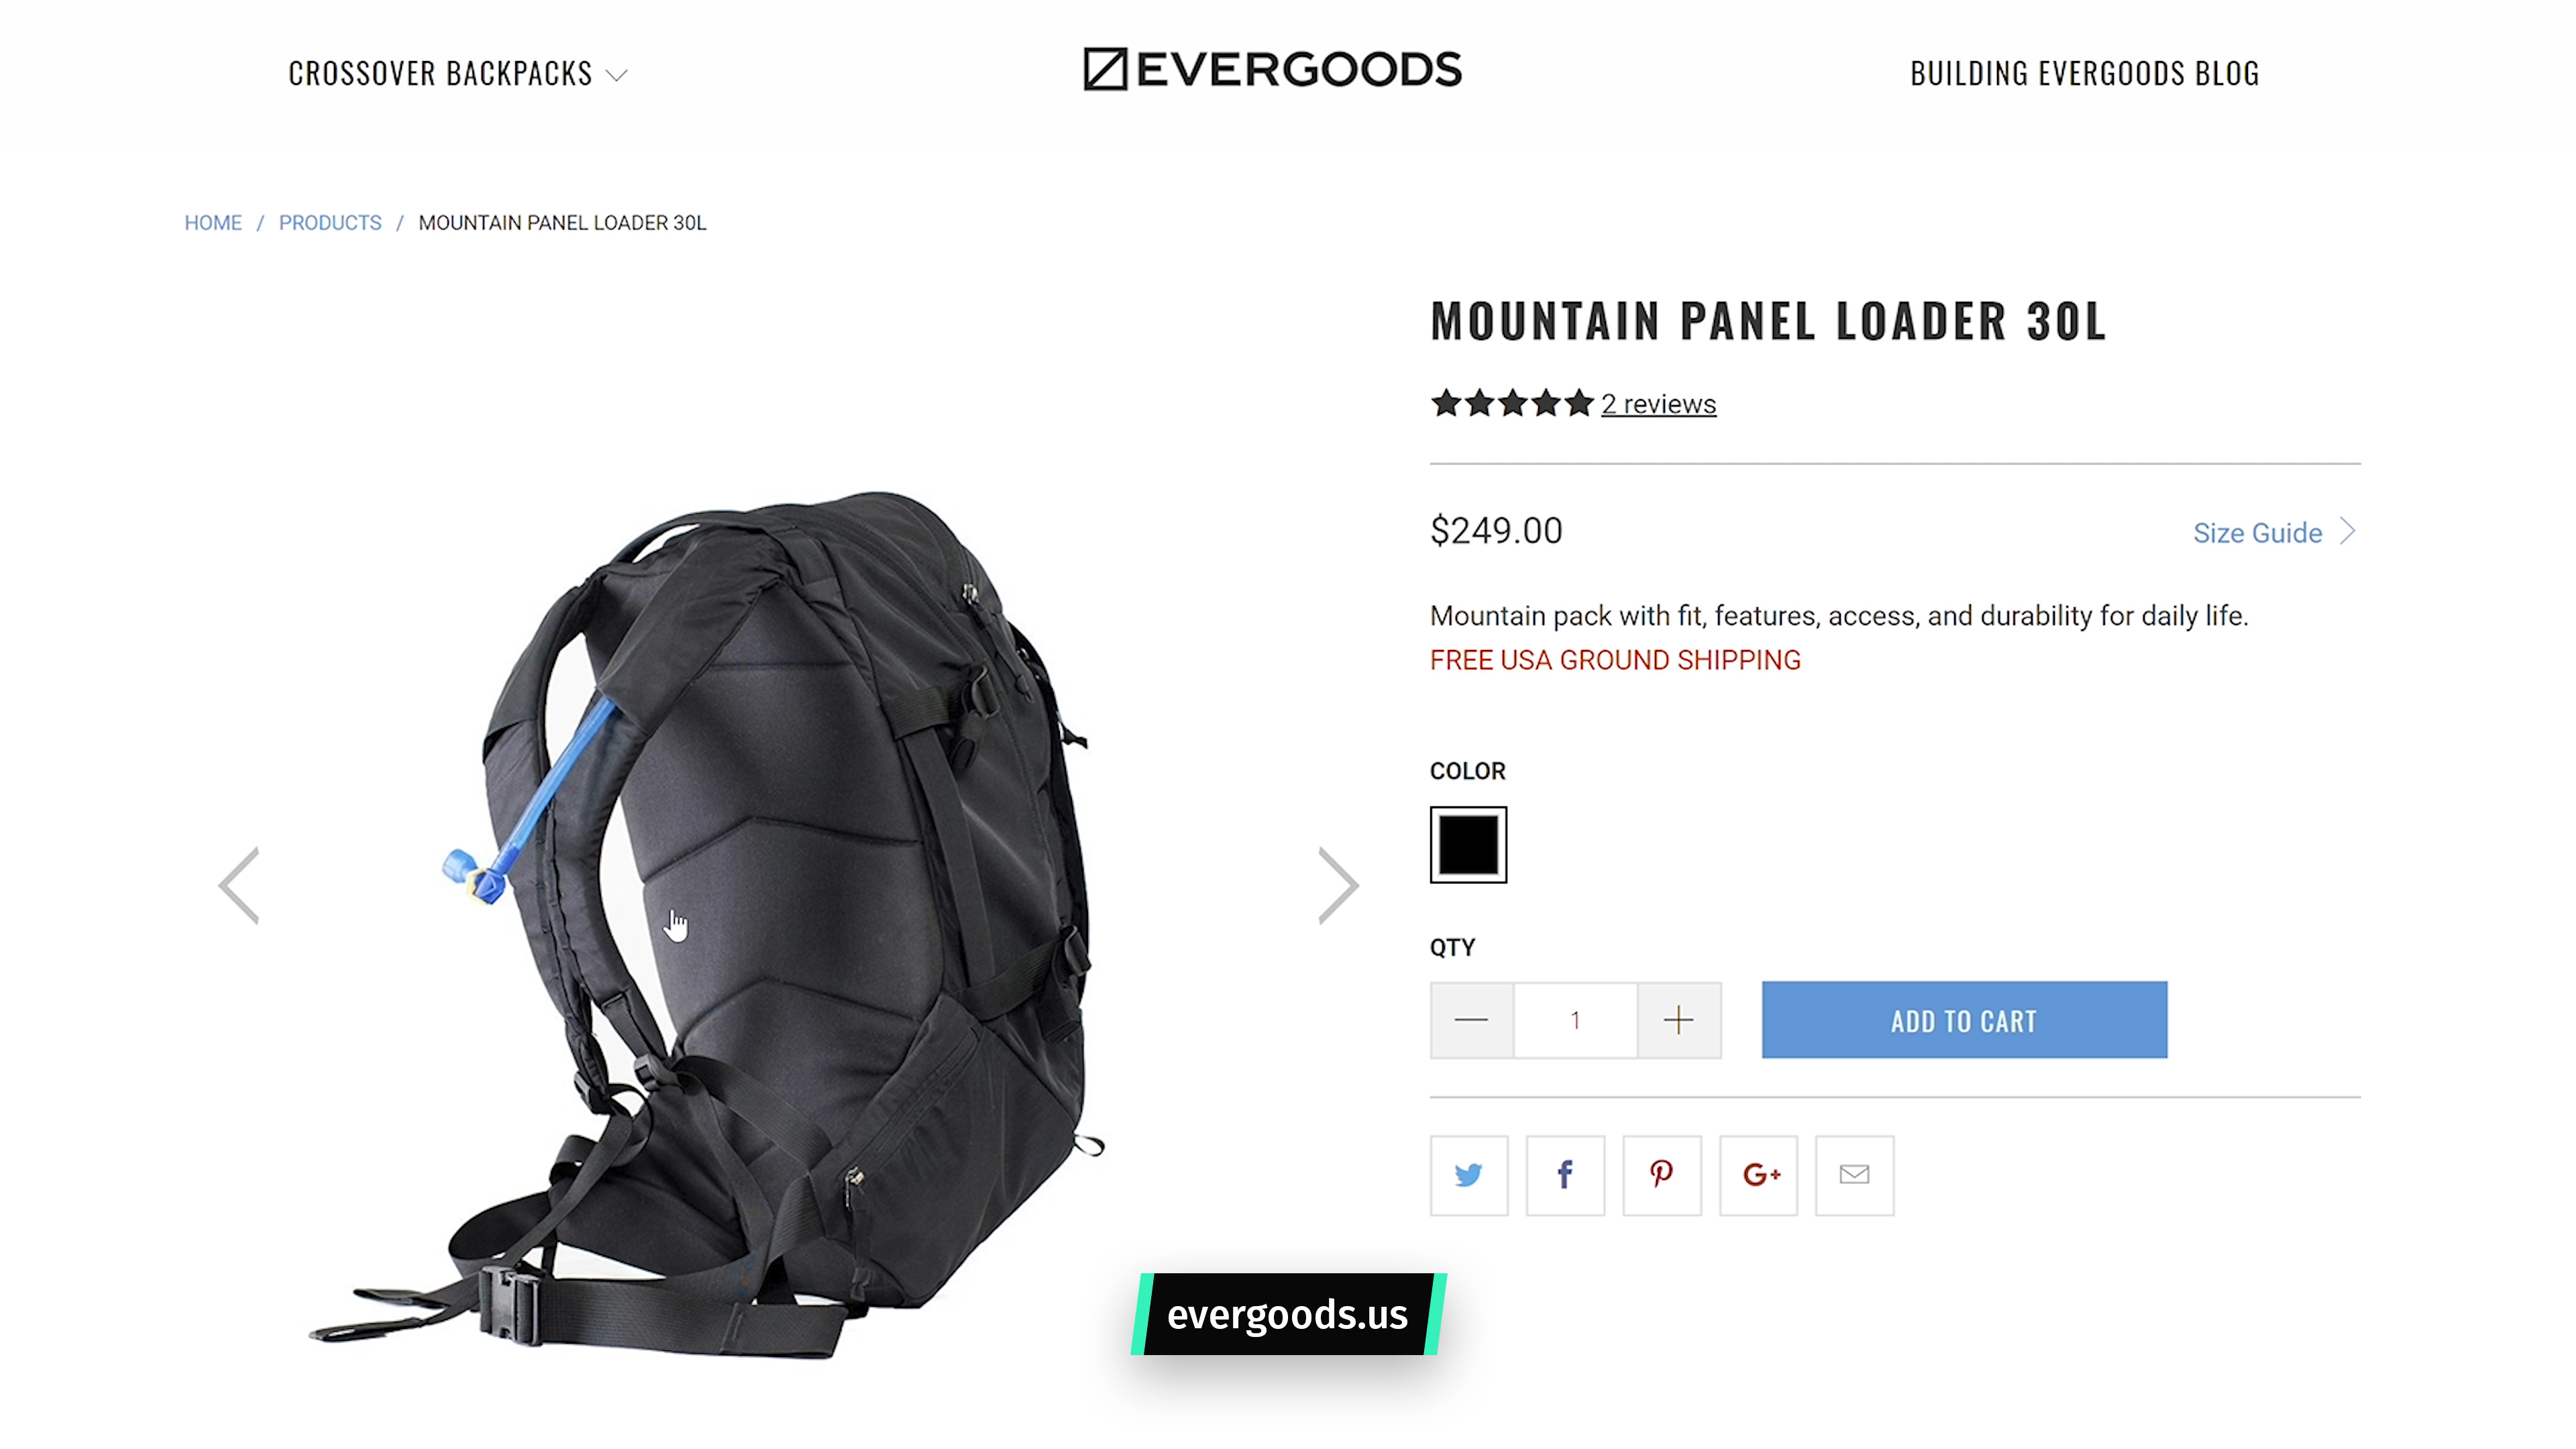 CROSSOVER BACKPACKS
EVERGOODS
BUILDING EVERGOODS BLOG
HOME / PRODUCTS / MOUNTAIN PANEL LOADER 30L
MOUNTAIN PANEL LOADER 30L
2 reviews
$249.00
Size Guide
Mountain pack with fit, features, access, and durability for daily life.
FREE USA GROUND SHIPPING
COLOR
QTY
1
ADD TO CART
G+
evergoods.us